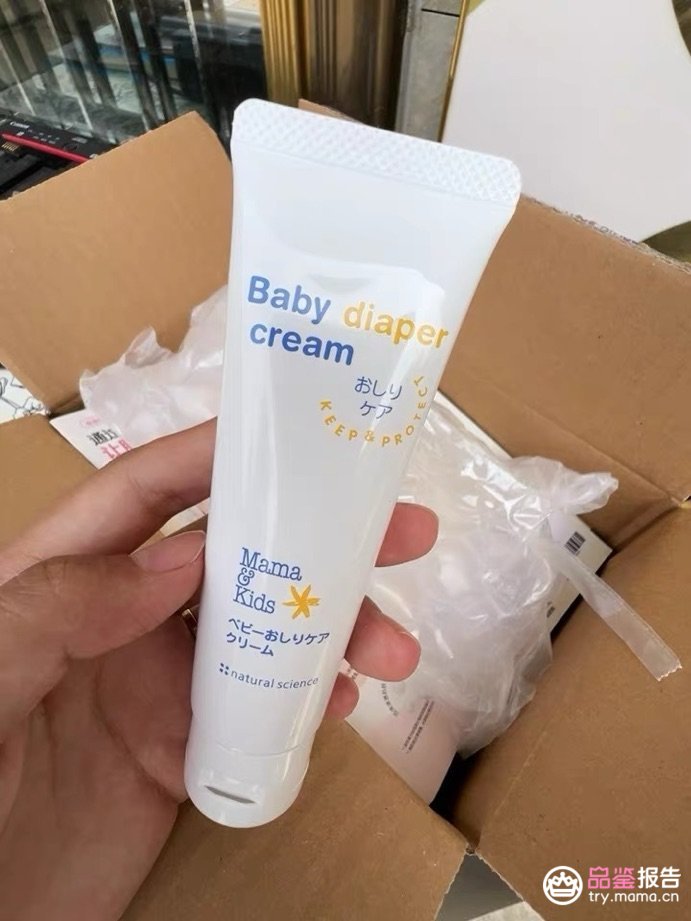 Canon
Baby diaper
cream
おしり
ケア
KEEP & PROTECT
Mama
&
Kids
ベビーおしりケア
クリーム
natural science
品鉴报告
try.mama.cn